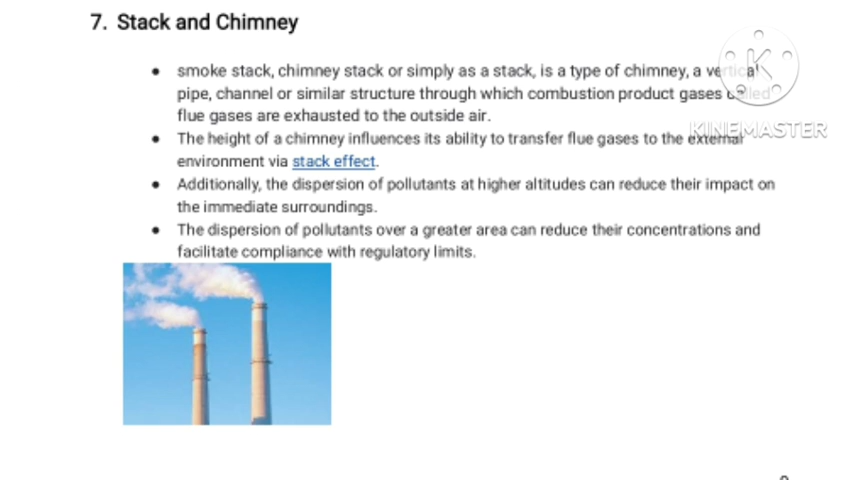 7. Stack and Chimney
• smoke stack, chimney stack or simply as a stack, is a type of chimney, a vertical
pipe, channel or similar structure through which combustion product gases called
flue gases are exhausted to the outside air.
• The height of a chimney influences its ability to transfer flue gases to the external
environment via stack effect.
• Additionally, the dispersion of pollutants at higher altitudes can reduce their impact on
the immediate surroundings.
• The dispersion of pollutants over a greater area can reduce their concentrations and
facilitate compliance with regulatory limits.
K
KINEMASTER